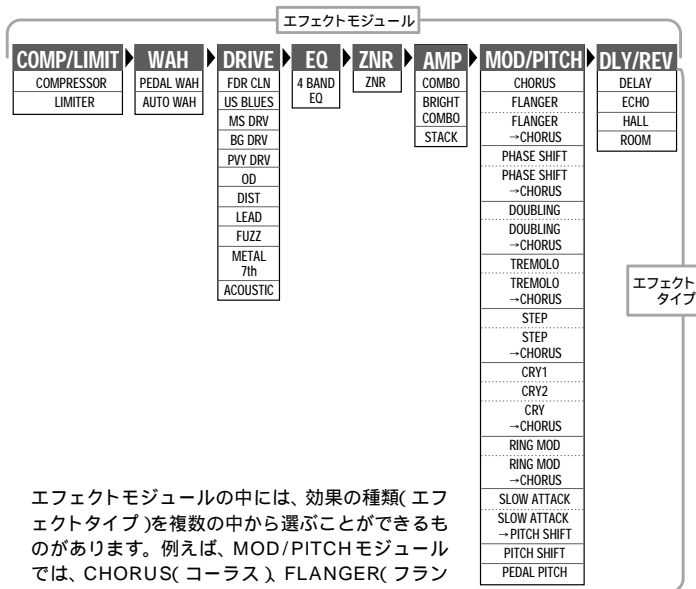 エフェクトモジュール
COMP/LIMIT
COMPRESSOR
LIMITER
WAH
PEDAL WAH
AUTO WAH
DRIVE
FDR CLN
US BLUES
MS DRV
BG DRV
PVY DRV
OD
DIST
LEAD
FUZZ
METAL
7th
ACOUSTIC
EQ
4 BAND
EQ
ZNR
ZNR
AMP
COMBO
BRIGHT
COMBO
STACK
MOD/PITCH
CHORUS
FLANGER
FLANGER
→CHORUS
PHASE SHIFT
PHASE SHIFT
→CHORUS
DOUBLING
DOUBLING
→CHORUS
TREMOLO
TREMOLO
→CHORUS
STEP
STEP
→CHORUS
CRY1
CRY2
CRY
→CHORUS
RING MOD
RING MOD
→CHORUS
SLOW ATTACK
SLOW ATTACK
→PITCH SHIFT
PITCH SHIFT
PEDAL PITCH
DLY/REV
DELAY
ECHO
HALL
ROOM
エフェクト
タイプ
エフェクトモジュールの中には、効果の種類(エフ
ェクトタイプ)を複数の中から選ぶことができるも
のがあります。例えば、MOD/PITCHモジュール
では、CHORUS(コーラス)、FLANGER(フラン